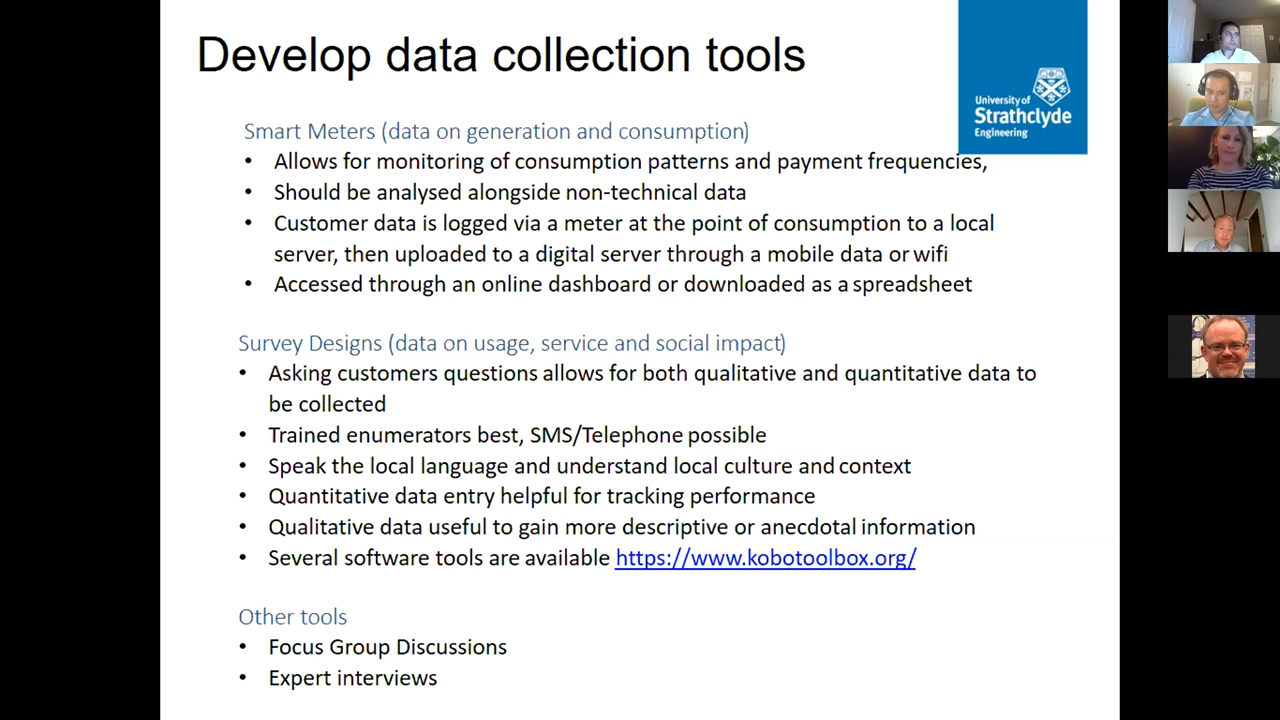 Develop data collection tools
University of
Strathclyde
Engineering
Smart Meters (data on generation and consumption)
• Allows for monitoring of consumption patterns and payment frequencies,
• Should be analysed alongside non-technical data
• Customer data is logged via a meter at the point of consumption to a local
server, then uploaded to a digital server through a mobile data or wifi
• Accessed through an online dashboard or downloaded as a spreadsheet
Survey Designs (data on usage, service and social impact)
• Asking customers questions allows for both qualitative and quantitative data to
be collected
• Trained enumerators best, SMS/Telephone possible
• Speak the local language and understand local culture and context
• Quantitative data entry helpful for tracking performance
• Qualitative data useful to gain more descriptive or anecdotal information
• Several software tools are available https://www.kobotoolbox.org/
Other tools
• Focus Group Discussions
• Expert interviews